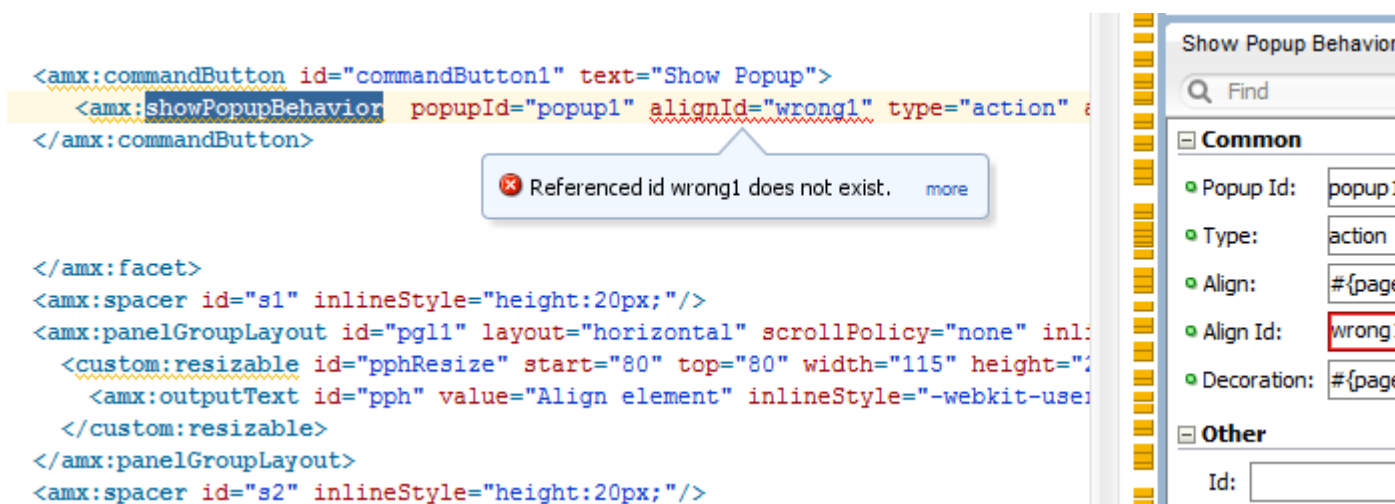 <amx:commandButton id="commandButton1" text="Show Popup">
<amx:showPopupBehavior popupId="popup1" alignId="wrong1" type="action"
</amx:commandButton>
Referenced id wrong1 does not exist. more
</amx:facet>
<amx:spacer id="s1" inlineStyle="height:20px;"/>
<amx:panelGroupLayout id="pgl1" layout="horizontal" scrollPolicy="none" inli
<custom:resizable id="pphResize" start="80" top="80" width="115" height="2
<amx:outputText id="pph" value="Align element" inlineStyle="-webkit-user
</custom:resizable>
</amx:panelGroupLayout>
<amx:spacer id="s2" inlineStyle="height:20px;"/>
Show Popup Behavior
Find
Common
Popup Id: popup1
Type: action
Align: #{page
Align Id: wrong1
Decoration: #{page
Other
Id: